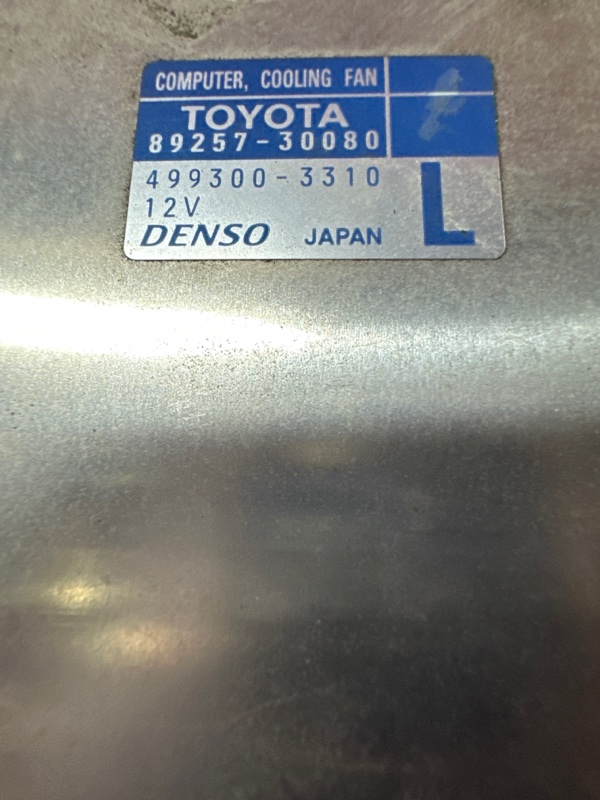 COMPUTER, COOLING FAN
TOYOTA
89257-30080
499300-3310
12V
L
DENSO JAPAN